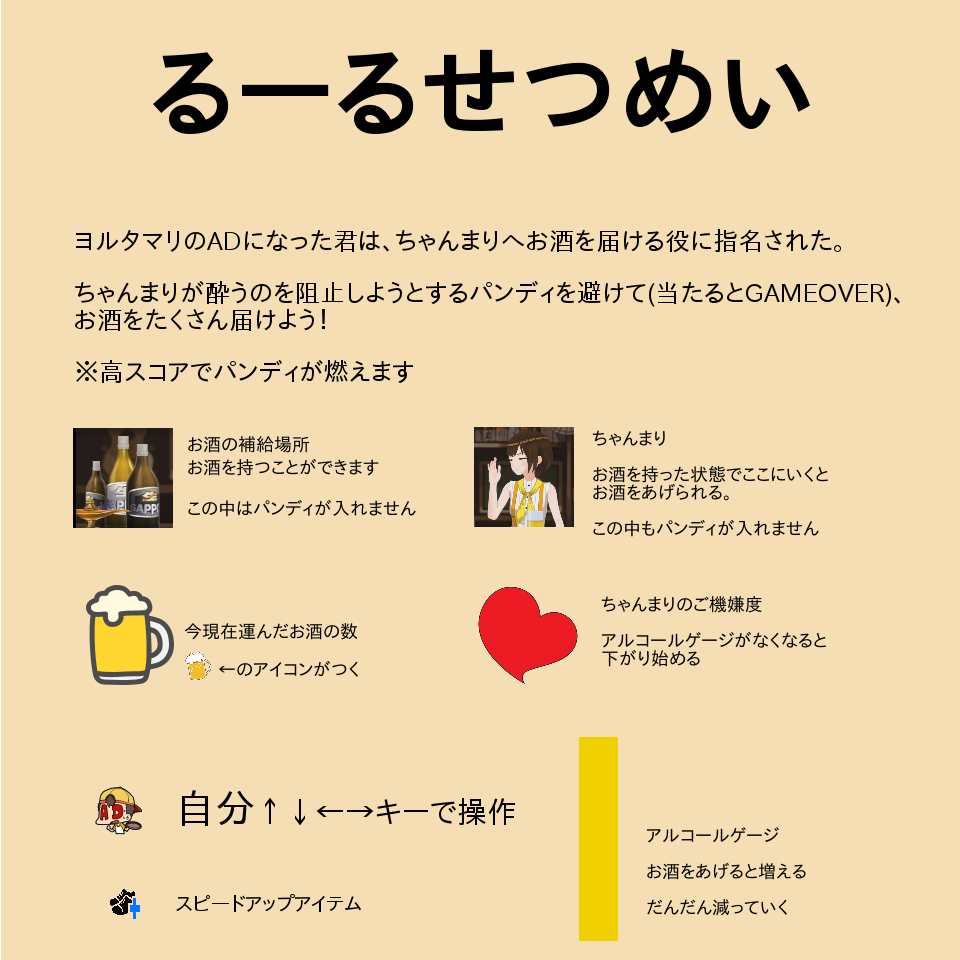 るーるせつめい
ヨルタマリのADになった君は、ちゃんまりへお酒を届ける役に指名された。
ちゃんまりが酔うのを阻止しようとするパンディを避けて(当たるとGAMEOVER)、
お酒をたくさん届けよう!
※高スコアでパンディが燃えます
お酒の補給場所
お酒を持つことができます
この中はパンディが入れません
ちゃんまり
お酒を持った状態でここにいくと
お酒をあげられる。
この中もパンディが入れません
今現在運んだお酒の数
←のアイコンがつく
ちゃんまりのご機嫌度
アルコールゲージがなくなると
下がり始める
AD
自分↑↓←→キーで操作
スピードアップアイテム
アルコールゲージ
お酒をあげると増える
だんだん減っていく